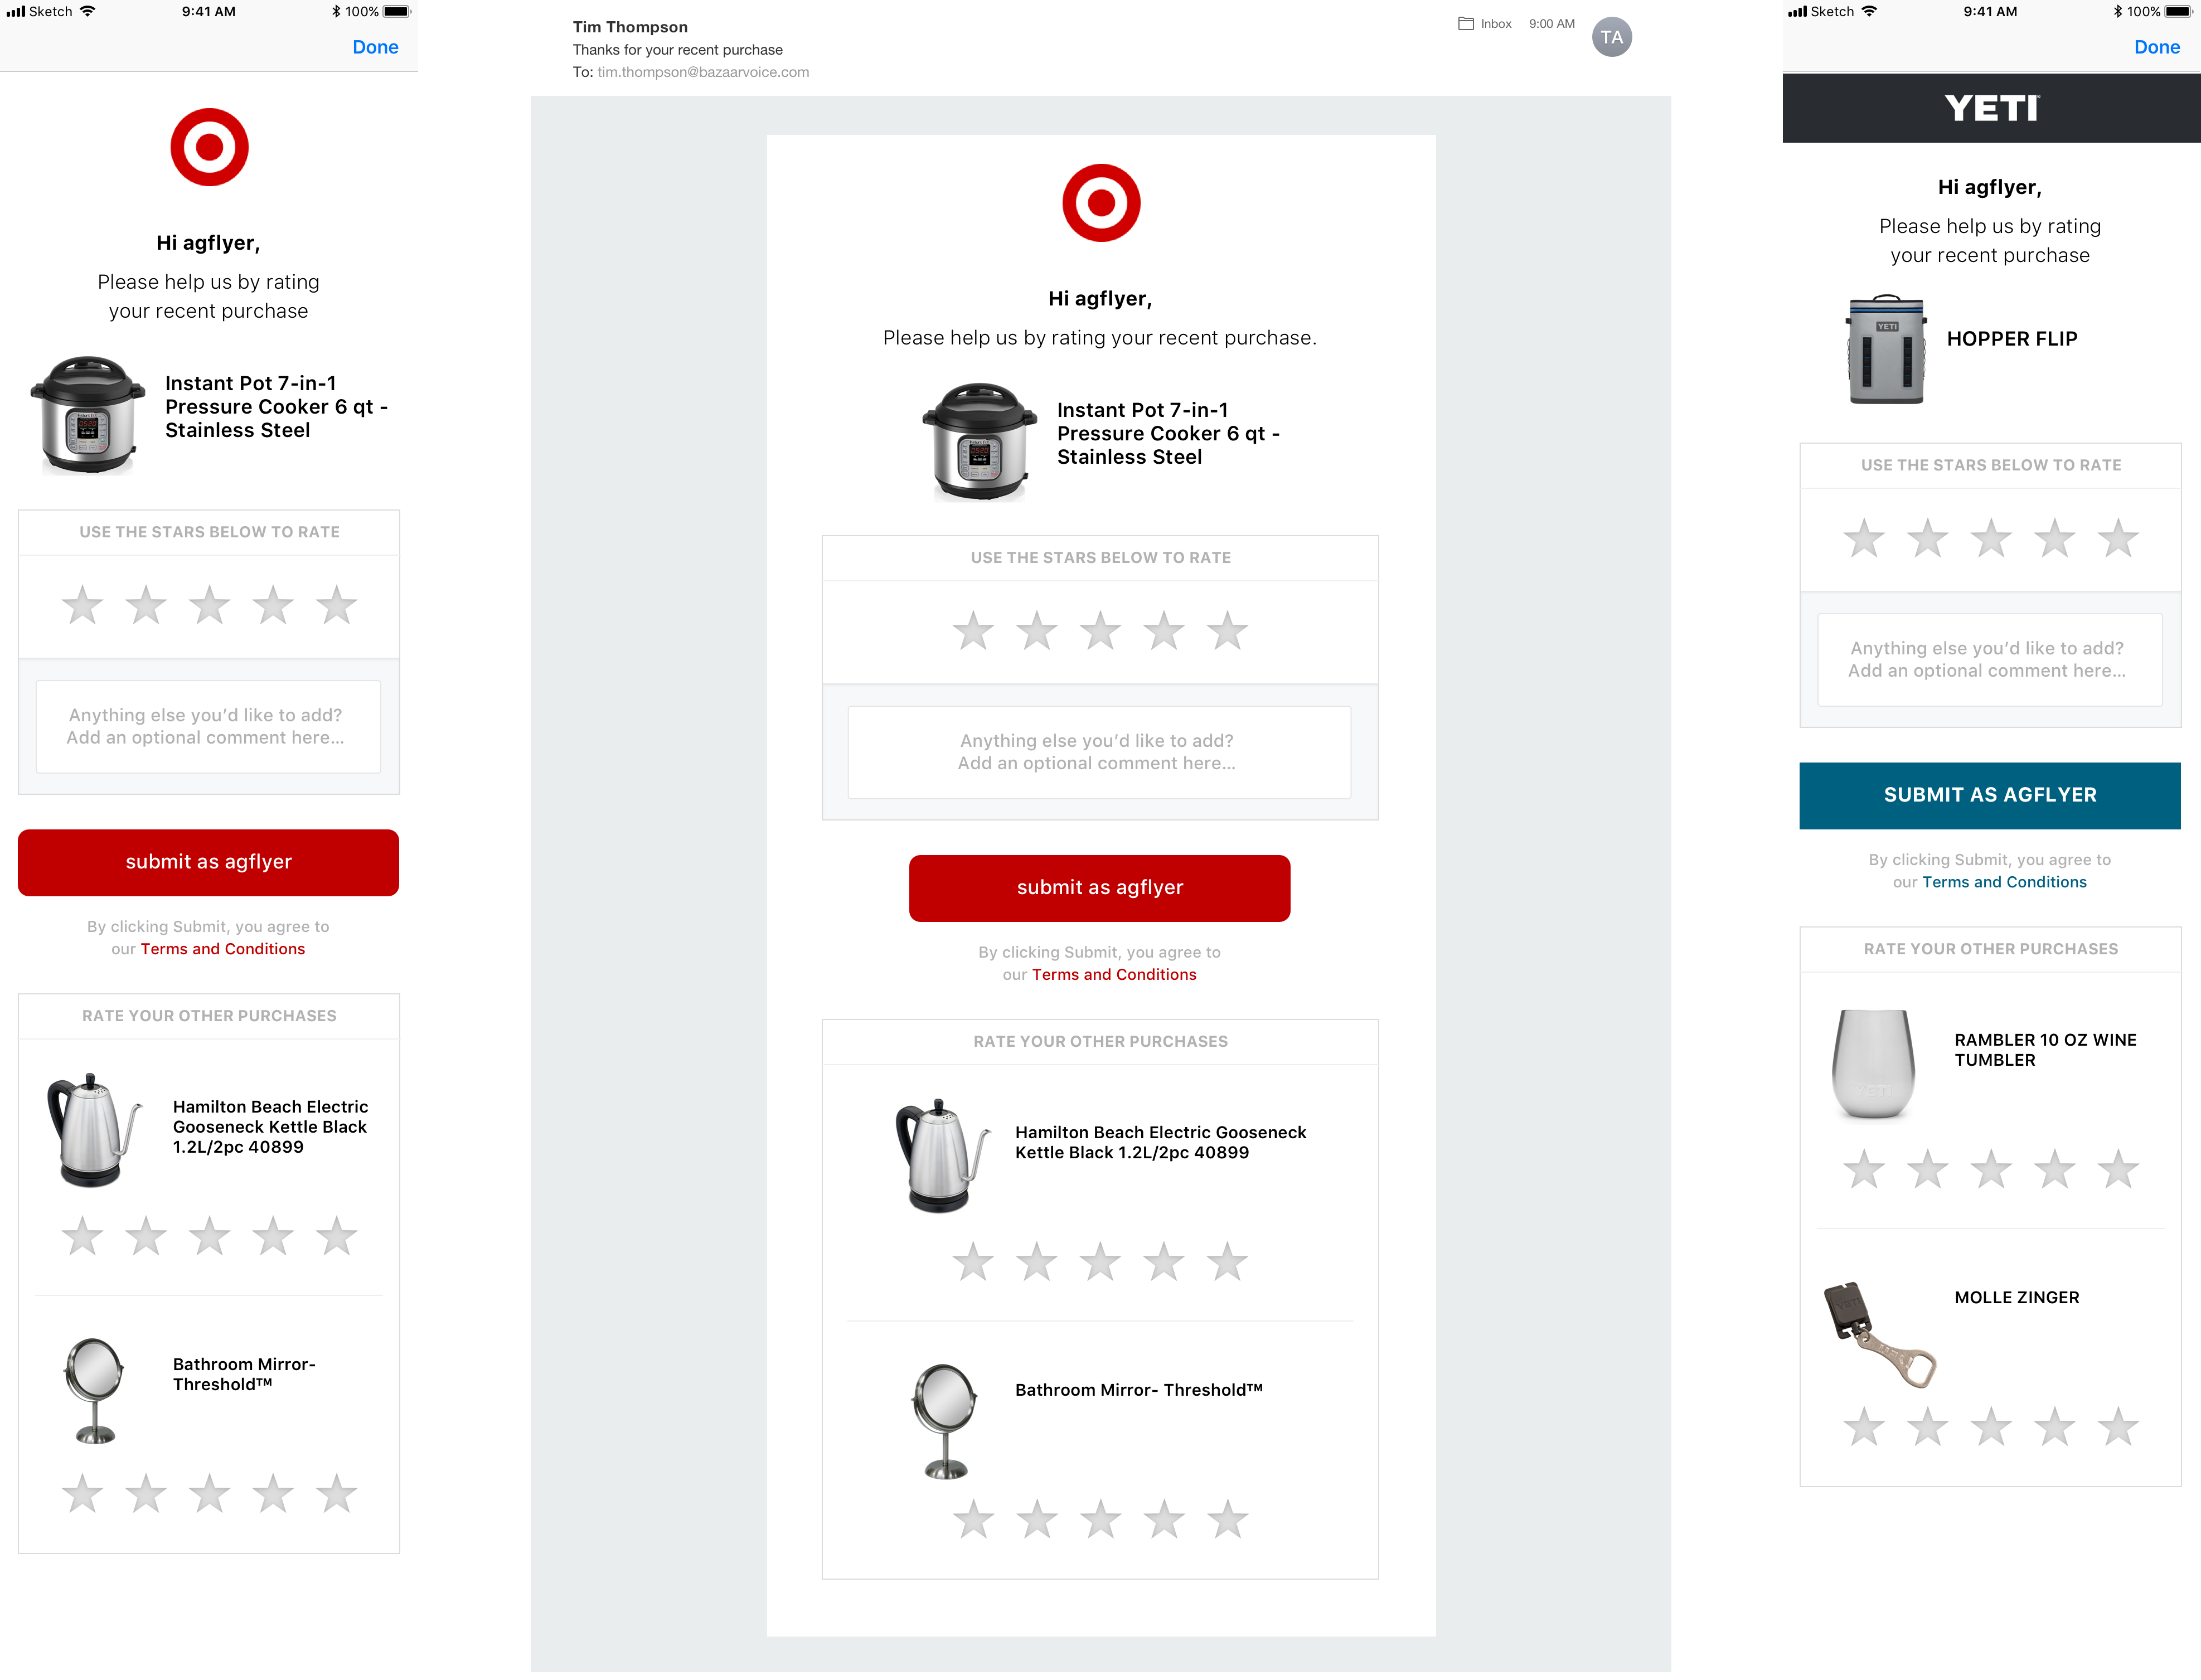 Sketch 9:41 AM 100%
Done
Hi agflyer,
Please help us by rating
your recent purchase
Instant Pot 7-in-1
Pressure Cooker 6 qt -
Stainless Steel
USE THE STARS BELOW TO RATE
Anything else you’d like to add?
Add an optional comment here...
submit as agflyer
By clicking Submit, you agree to
our Terms and Conditions
RATE YOUR OTHER PURCHASES
Hamilton Beach Electric
Gooseneck Kettle Black
1.2L/2pc 40899
Bathroom Mirror-
Threshold™
Tim Thompson
Thanks for your recent purchase
To: tim.thompson@bazaarvoice.com
Inbox 9:00 AM
TA
Hi agflyer,
Please help us by rating your recent purchase.
Instant Pot 7-in-1
Pressure Cooker 6 qt -
Stainless Steel
USE THE STARS BELOW TO RATE
Anything else you’d like to add?
Add an optional comment here...
submit as agflyer
By clicking Submit, you agree to
our Terms and Conditions
RATE YOUR OTHER PURCHASES
Hamilton Beach Electric Gooseneck
Kettle Black 1.2L/2pc 40899
Bathroom Mirror- Threshold™
Sketch 9:41 AM 100%
Done
YETI
Hi agflyer,
Please help us by rating
your recent purchase
YETI
HOPPER FLIP
USE THE STARS BELOW TO RATE
Anything else you’d like to add?
Add an optional comment here...
SUBMIT AS AGFLYER
By clicking Submit, you agree to
our Terms and Conditions
RATE YOUR OTHER PURCHASES
YETI
RAMBLER 10 OZ WINE
TUMBLER
YETI
MOLLE ZINGER